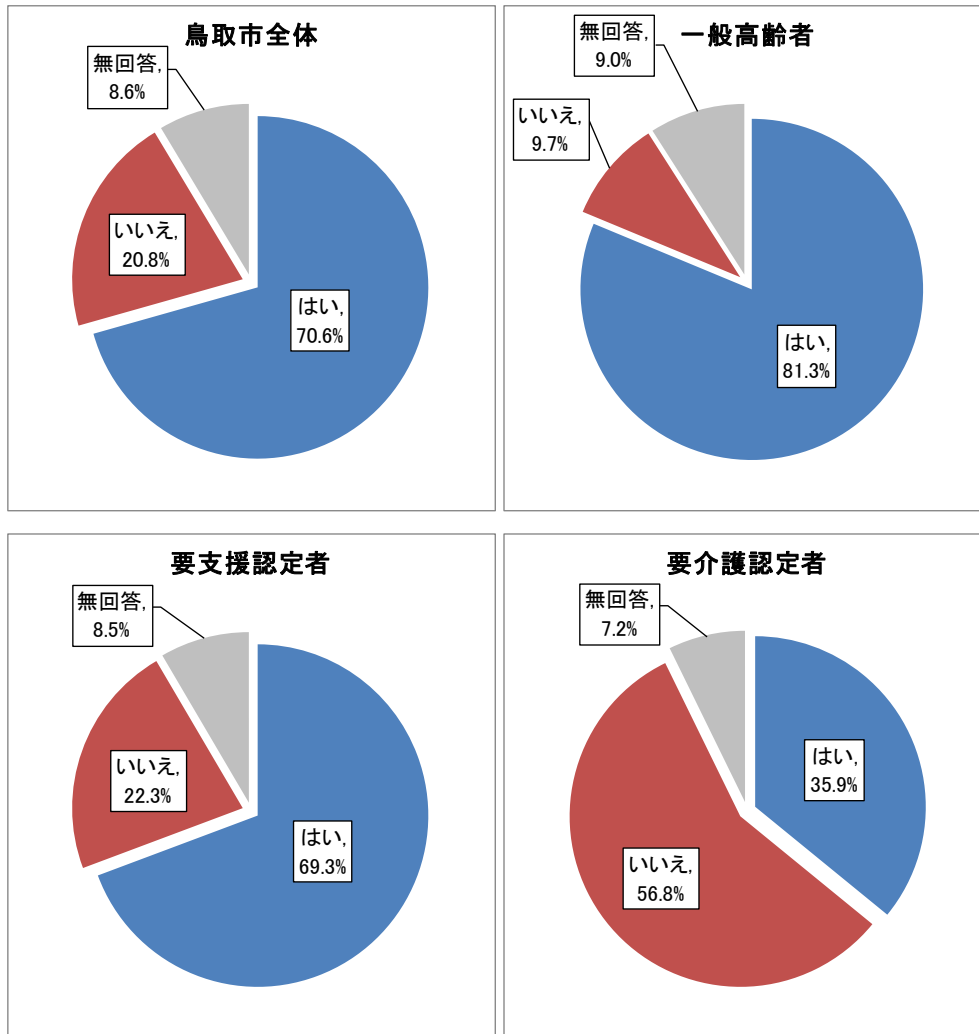 鳥取市全体
無回答,
8.6%
いいえ,
20.8%
はい,
70.6%
一般高齢者
無回答,
9.0%
いいえ,
9.7%
はい,
81.3%
要支援認定者
無回答,
8.5%
いいえ,
22.3%
はい,
69.3%
要介護認定者
無回答,
7.2%
はい,
35.9%
いいえ,
56.8%